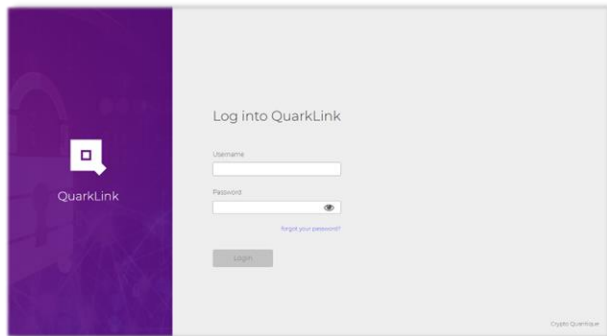 Log into QuarkLink
Username
Password
QuarkLink
forgot your password?
Login
Crypto Quantique